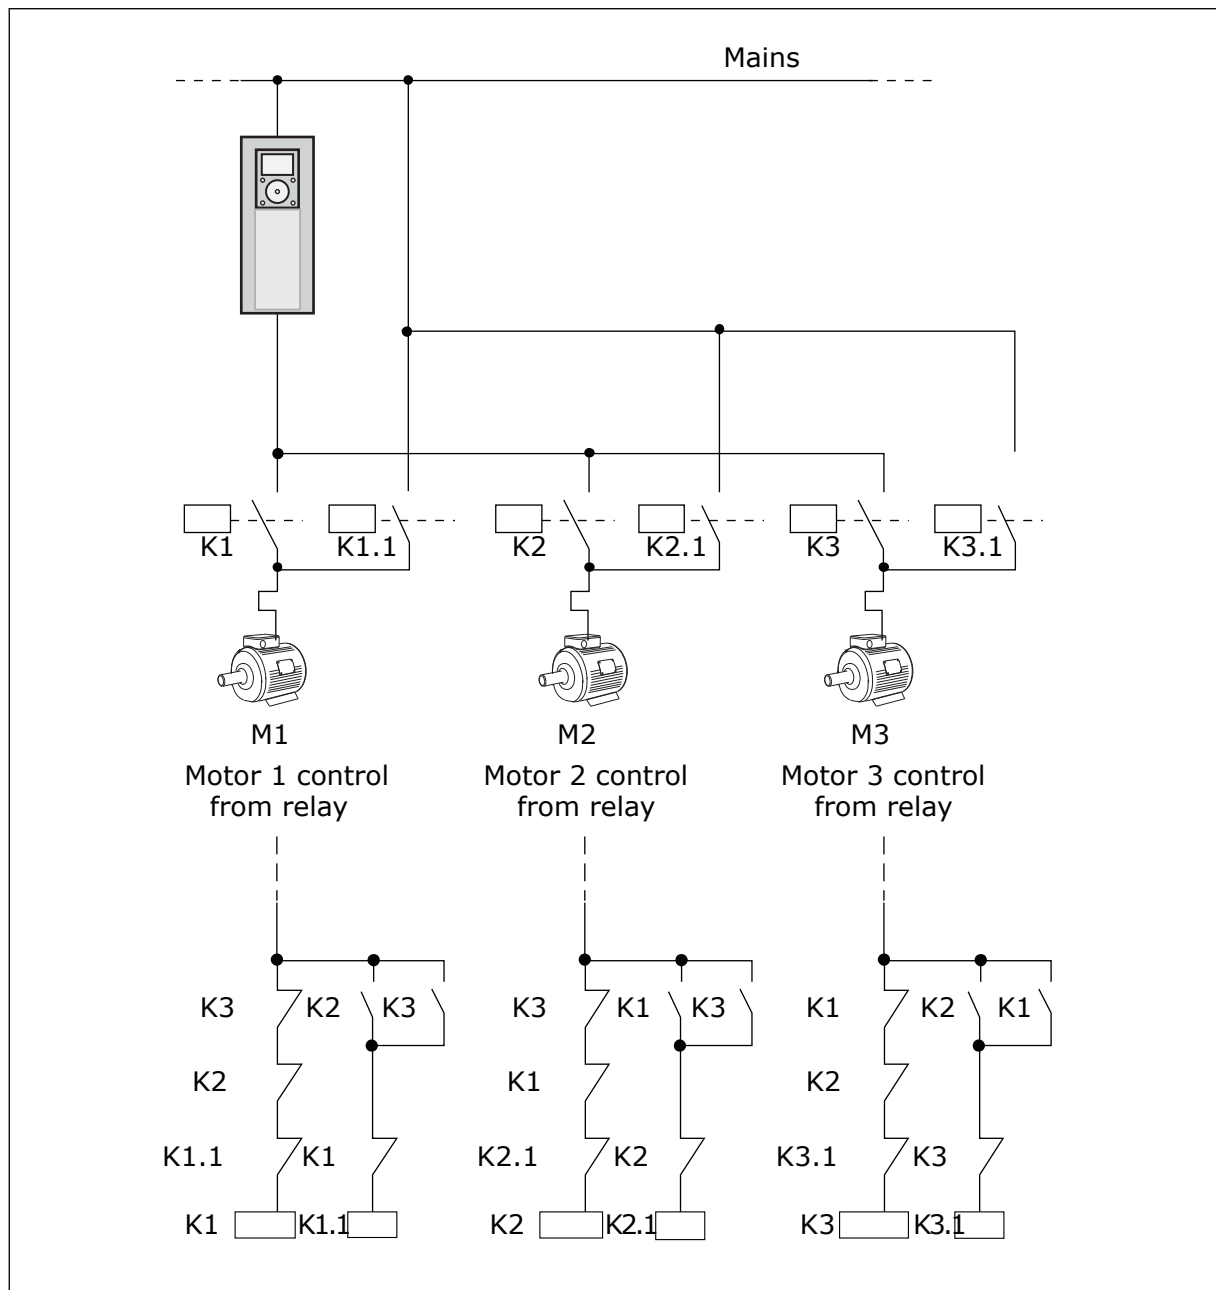 Mains
K1 K1.1 K2 K2.1 K3 K3.1
M1 M2 M3
Motor 1 control Motor 2 control Motor 3 control
from relay from relay from relay
K3 K2 K3 K3 K1 K3 K1 K2 K1
K2 K1 K2
K1.1 K1 K2.1 K2 K3.1 K3
K1 K1.1 K2 K2.1 K3 K3.1